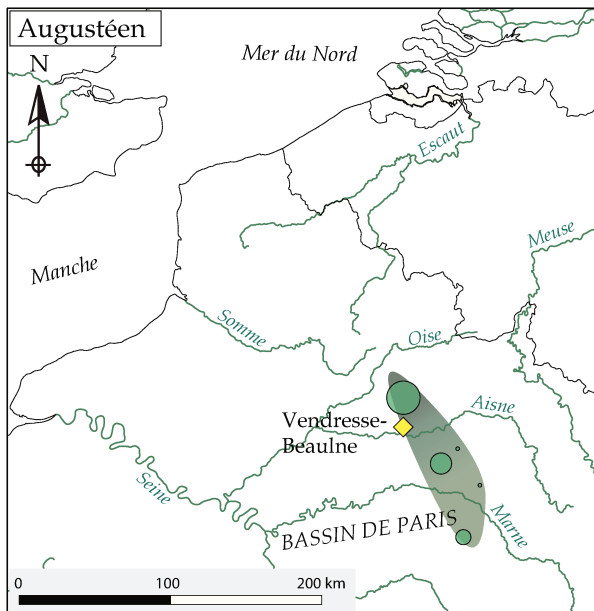 Augustéen
N
Mer du Nord
Escaut
Meuse
Manche
Somme
Oise
Aisne
Vendresse-
Beaulne
Seine
BASSIN DE PARIS
Marne
0 100 200 km